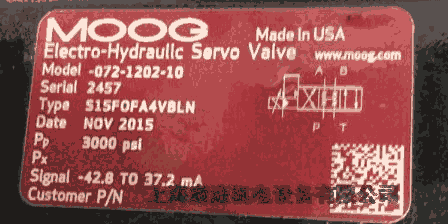 MOOG
Made In USA
Electro-Hydraulic Servo Valve www.moog.com
Model -072-1202-10
Serial 2457
Type S15FOFA4VBLN
Date NOV 2015
Pp 3000 psi
Px
Signal -42.8 TO 37.2 mA
Customer P/N
A B
P T